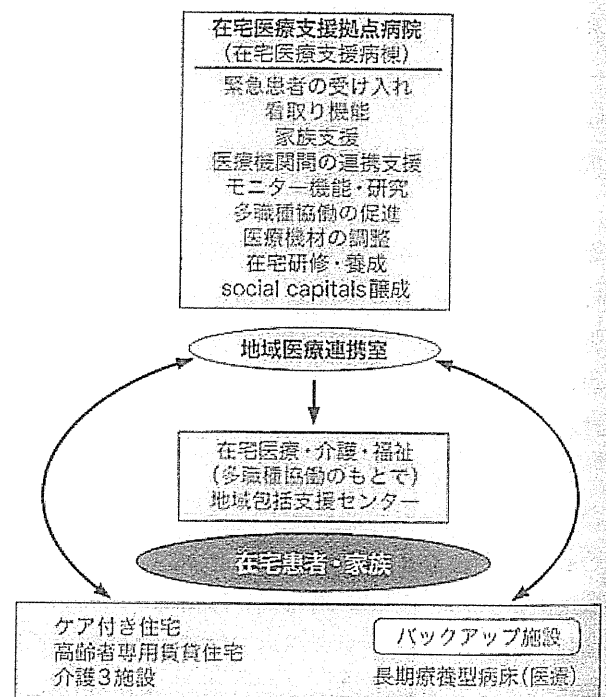 在宅医療支援拠点病院
(在宅医療支援病棟)
緊急患者の受け入れ
看取り機能
家族支援
医療機関間の連携支援
モニター機能・研究
多職種協働の促進
医療機材の調整
在宅研修・養成
social capitals醸成
地域医療連携室
在宅医療・介護・福祉
(多職種協働のもとで)
地域包括支援センター
在宅患者・家族
ケア付き住宅
高齢者専用賃貸住宅
介護3施設
バックアップ施設
長期療養型病床(医療)